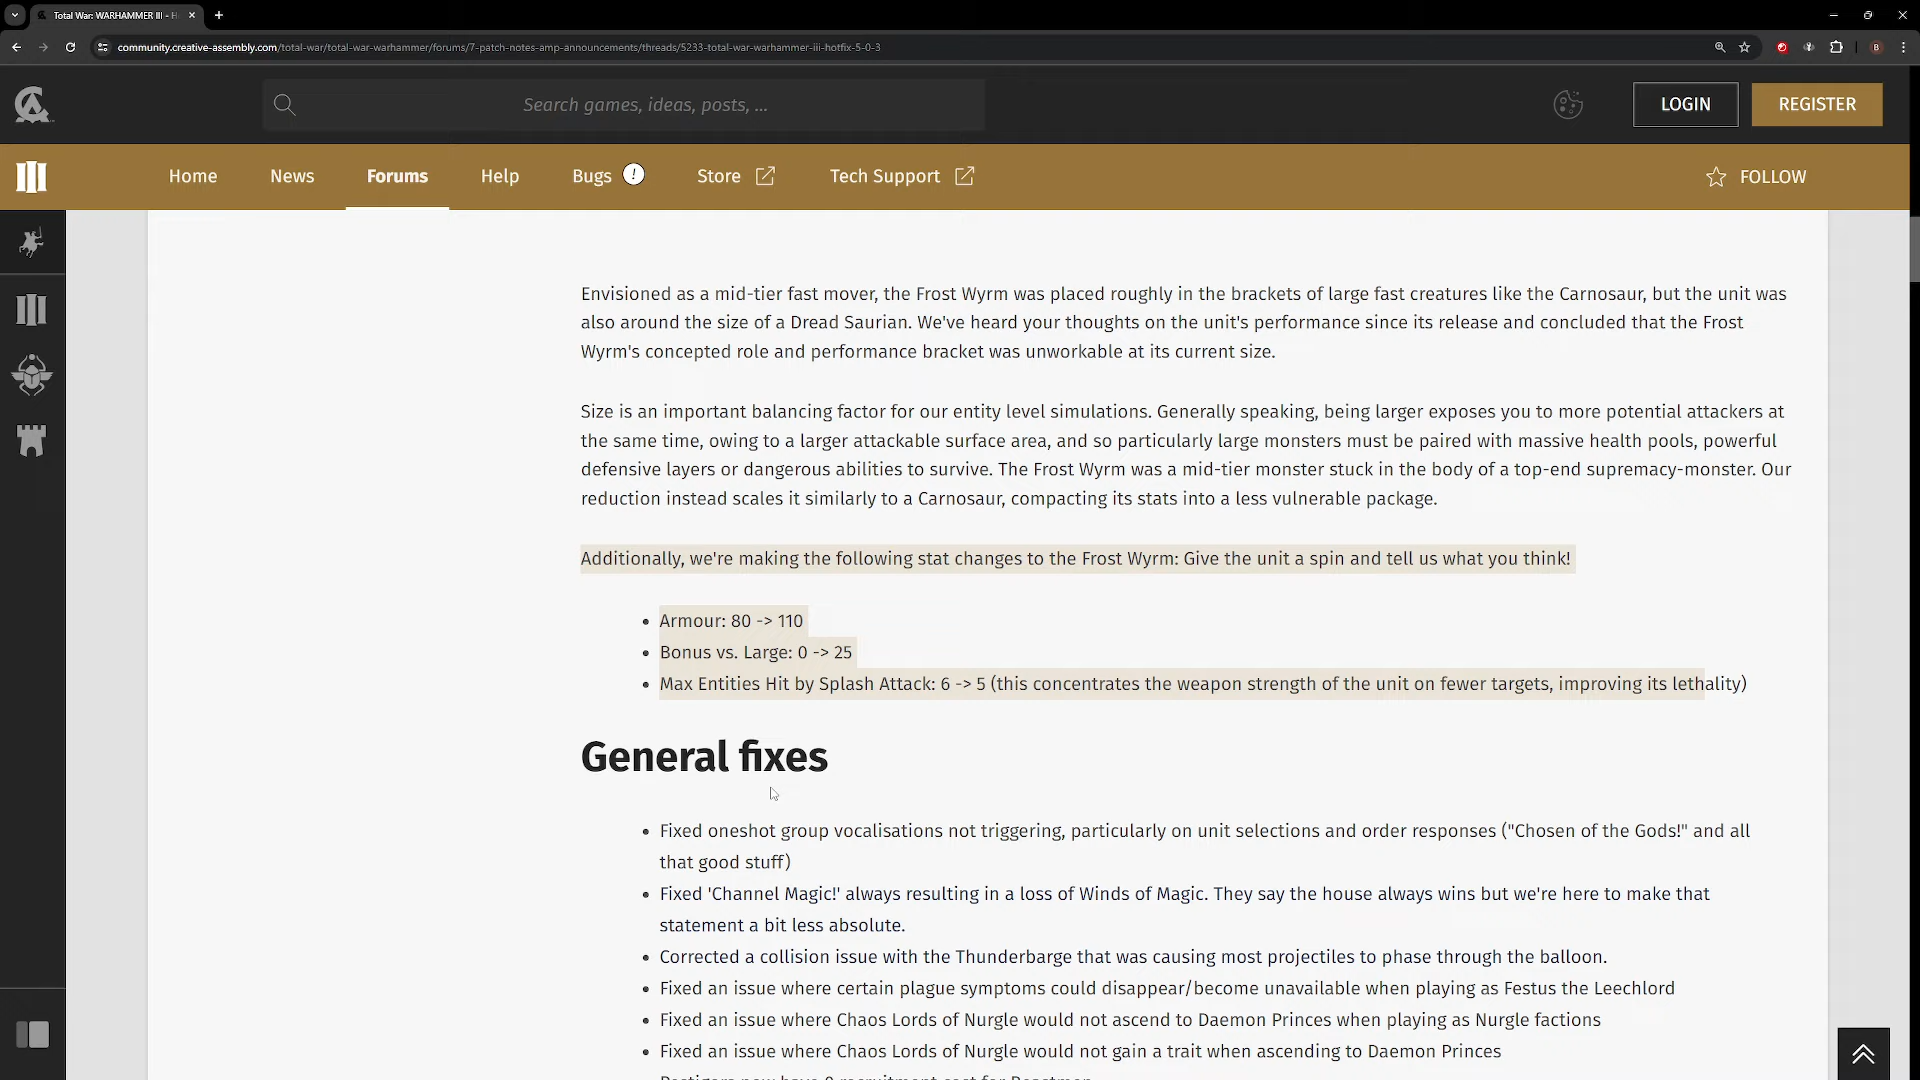 Total War: WARHAMMER III - H
community.creative-assembly.com/total-war/total-war-warhammer/forums/7-patch-notes-amp-announcements/threads/5233-total-war-warhammer-iii-hotfix-5-0-3
B
Search games, ideas, posts, ...
LOGIN
REGISTER
Home
News
Forums
Help
Bugs !
Store
Tech Support
FOLLOW
Envisioned as a mid-tier fast mover, the Frost Wyrm was placed roughly in the brackets of large fast creatures like the Carnosaur, but the unit was
also around the size of a Dread Saurian. We've heard your thoughts on the unit's performance since its release and concluded that the Frost
Wyrm's concepted role and performance bracket was unworkable at its current size.
Size is an important balancing factor for our entity level simulations. Generally speaking, being larger exposes you to more potential attackers at
the same time, owing to a larger attackable surface area, and so particularly large monsters must be paired with massive health pools, powerful
defensive layers or dangerous abilities to survive. The Frost Wyrm was a mid-tier monster stuck in the body of a top-end supremacy-monster. Our
reduction instead scales it similarly to a Carnosaur, compacting its stats into a less vulnerable package.
Additionally, we're making the following stat changes to the Frost Wyrm: Give the unit a spin and tell us what you think!
• Armour: 80 -> 110
• Bonus vs. Large: 0 -> 25
• Max Entities Hit by Splash Attack: 6 -> 5 (this concentrates the weapon strength of the unit on fewer targets, improving its lethality)
General fixes
• Fixed oneshot group vocalisations not triggering, particularly on unit selections and order responses ("Chosen of the Gods!" and all
that good stuff)
• Fixed 'Channel Magic!' always resulting in a loss of Winds of Magic. They say the house always wins but we're here to make that
statement a bit less absolute.
• Corrected a collision issue with the Thunderbarge that was causing most projectiles to phase through the balloon.
• Fixed an issue where certain plague symptoms could disappear/become unavailable when playing as Festus the Leechlord
• Fixed an issue where Chaos Lords of Nurgle would not ascend to Daemon Princes when playing as Nurgle factions
• Fixed an issue where Chaos Lords of Nurgle would not gain a trait when ascending to Daemon Princes